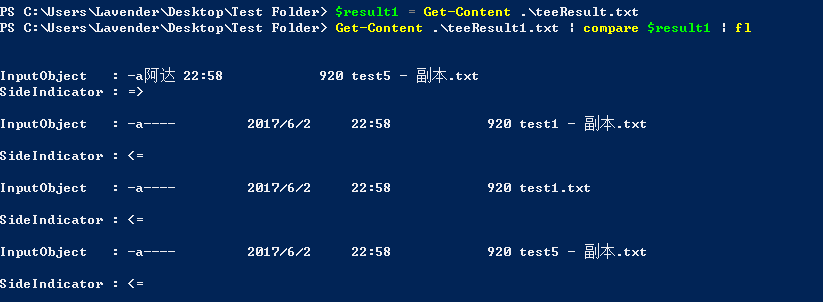 PS C:\Users\Lavender\Desktop\Test Folder> $result1 = Get-Content .\teeResult.txt
PS C:\Users\Lavender\Desktop\Test Folder> Get-Content .\teeResult1.txt | compare $result1 | fl
InputObject   : -a阿达 22:58            920 test5 - 副本.txt
SideIndicator : =>
InputObject   : -a----         2017/6/2     22:58            920 test1 - 副本.txt
SideIndicator : <=
InputObject   : -a----         2017/6/2     22:58            920 test1.txt
SideIndicator : <=
InputObject   : -a----         2017/6/2     22:58            920 test5 - 副本.txt
SideIndicator : <=